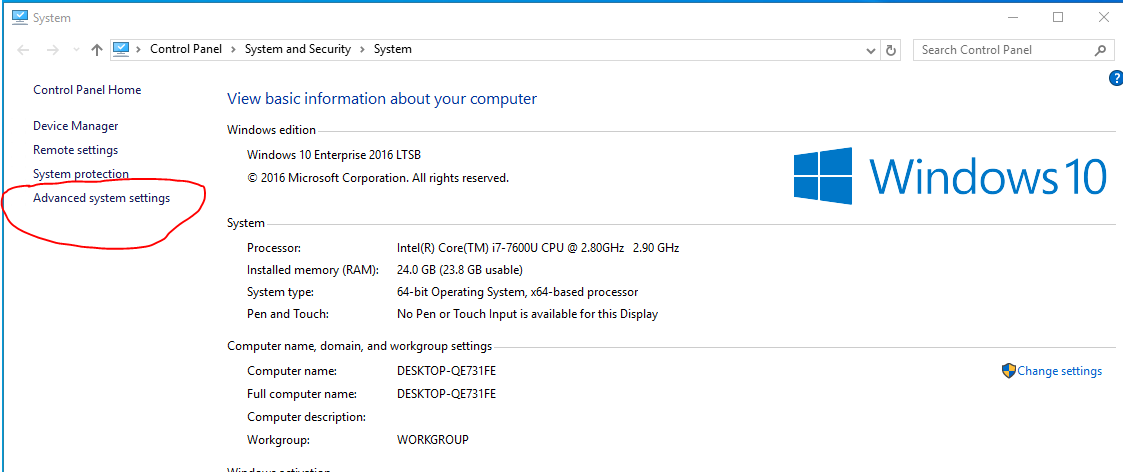 System
Control Panel > System and Security > System
Search Control Panel
Control Panel Home
Device Manager
Remote settings
System protection
Advanced system settings
?
View basic information about your computer
Windows edition
Windows 10 Enterprise 2016 LTSB
© 2016 Microsoft Corporation. All rights reserved.
Windows 10
System
Processor: Intel(R) Core(TM) i7-7600U CPU @ 2.80GHz 2.90 GHz
Installed memory (RAM): 24.0 GB (23.8 GB usable)
System type: 64-bit Operating System, x64-based processor
Pen and Touch: No Pen or Touch Input is available for this Display
Computer name, domain, and workgroup settings
Computer name: DESKTOP-QE731FE
Change settings
Full computer name: DESKTOP-QE731FE
Computer description:
Workgroup: WORKGROUP
Windows activation